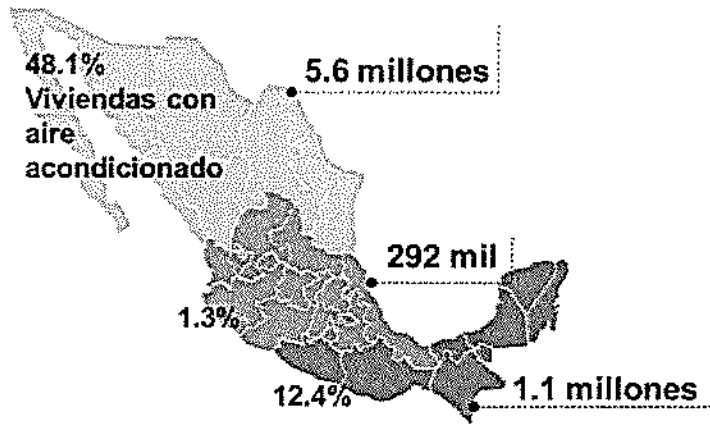 48.1%
Viviendas con
aire
acondicionado
5.6 millones
292 mil
1.3%
12.4%
1.1 millones